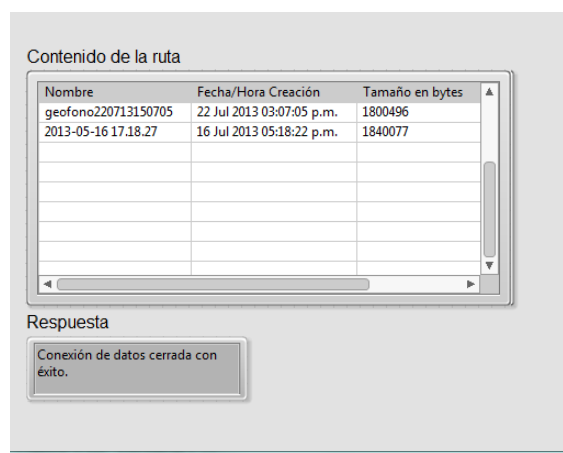 Contenido de la ruta
Nombre Fecha/Hora Creación Tamaño en bytes
geofono220713150705 22 Jul 2013 03:07:05 p.m. 1800496
2013-05-16 17.18.27 16 Jul 2013 05:18:22 p.m. 1840077
Respuesta
Conexión de datos cerrada con
éxito.